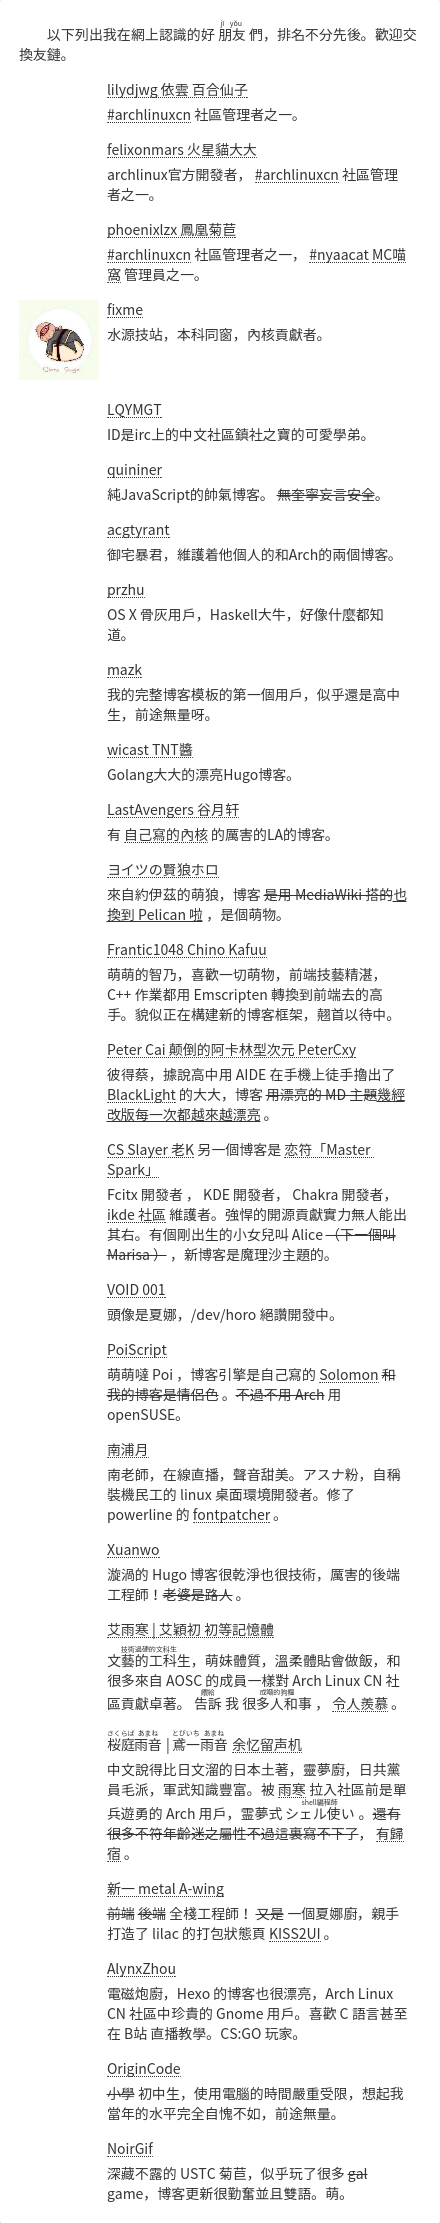 jī yǒu
以下列出我在網上認識的好 朋友 們，排名不分先後。歡迎交
換友鏈。
lilydjwg 依雲 百合仙子
#archlinuxcn 社區管理者之一。
felixonmars 火星貓大大
archlinux官方開發者， #archlinuxcn 社區管理
者之一。
phoenixlzx 鳳凰菊苣
#archlinuxcn 社區管理者之一， #nyaacat MC喵
窩 管理員之一。
fixme
水源技站，本科同窗，內核貢獻者。
LQYMGT
ID是irc上的中文社區鎮社之寶的可愛學弟。
quininer
純JavaScript的帥氣博客。 無奎寧妄言安全。
acgtyrant
御宅暴君，維護着他個人的和Arch的兩個博客。
przhu
OS X 骨灰用戶，Haskell大牛，好像什麼都知
道。
mazk
我的完整博客模板的第一個用戶，似乎還是高中
生，前途無量呀。
wicast TNT醬
Golang大大的漂亮Hugo博客。
LastAvengers 谷月轩
有 自己寫的內核 的厲害的LA的博客。
ヨイツの賢狼ホロ
來自約伊茲的萌狼，博客 是用 MediaWiki 搭的也
換到 Pelican 啦 ，是個萌物。
Frantic1048 Chino Kafuu
萌萌的智乃，喜歡一切萌物，前端技藝精湛，
C++ 作業都用 Emscripten 轉換到前端去的高
手。貌似正在構建新的博客框架，翹首以待中。
Peter Cai 颠倒的阿卡林型次元 PeterCxy
彼得蔡，據說高中用 AIDE 在手機上徒手擼出了
BlackLight 的大大，博客 用漂亮的 MD 主題幾經
改版每一次都越來越漂亮 。
CS Slayer 老K 另一個博客是 恋符「Master
Spark」
Fcitx 開發者 ， KDE 開發者， Chakra 開發者，
ikde 社區 維護者。強悍的開源貢獻實力無人能出
其右。有個剛出生的小女兒叫 Alice （下一個叫
Marisa ） ，新博客是魔理沙主題的。
VOID 001
頭像是夏娜，/dev/horo 絕讚開發中。
PoiScript
萌萌噠 Poi ，博客引擎是自己寫的 Solomon 和
我的博客是情侶色 。不過不用 Arch 用
openSUSE。
南浦月
南老師，在線直播，聲音甜美。アスナ粉，自稱
裝機民工的 linux 桌面環境開發者。修了
powerline 的 fontpatcher 。
Xuanwo
漩渦的 Hugo 博客很乾淨也很技術，厲害的後端
工程師！老婆是路人 。
艾雨寒 | 艾穎初 初等記憶體
技術過硬的文科生
文藝的工科生，萌妹體質，溫柔體貼會做飯，和
很多來自 AOSC 的成員一樣對 Arch Linux CN 社
區貢獻卓著。 告訴 我 很多人和事 ， 令人羨慕 。
さくらば あまね とびいち あまね
桜庭雨音 | 鳶一雨音 余忆留声机
中文說得比日文溜的日本土著，靈夢廚，日共黨
員毛派，軍武知識豐富。被 雨寒 拉入社區前是單
shell編程師
兵遊勇的 Arch 用戶，靈夢式 シェル使い 。還有
很多不符年齡迷之屬性不過這裏寫不下了， 有歸
宿 。
新一 metal A-wing
前端 後端 全棧工程師！ 又是 一個夏娜廚，親手
打造了 lilac 的打包狀態頁 KISS2UI 。
AlynxZhou
電磁炮廚，Hexo 的博客也很漂亮，Arch Linux
CN 社區中珍貴的 Gnome 用戶。喜歡 C 語言甚至
在 B站 直播教學。CS:GO 玩家。
OriginCode
小學 初中生，使用電腦的時間嚴重受限，想起我
當年的水平完全自愧不如，前途無量。
NoirGif
深藏不露的 USTC 菊苣，似乎玩了很多 gal
game，博客更新很勤奮並且雙語。萌。